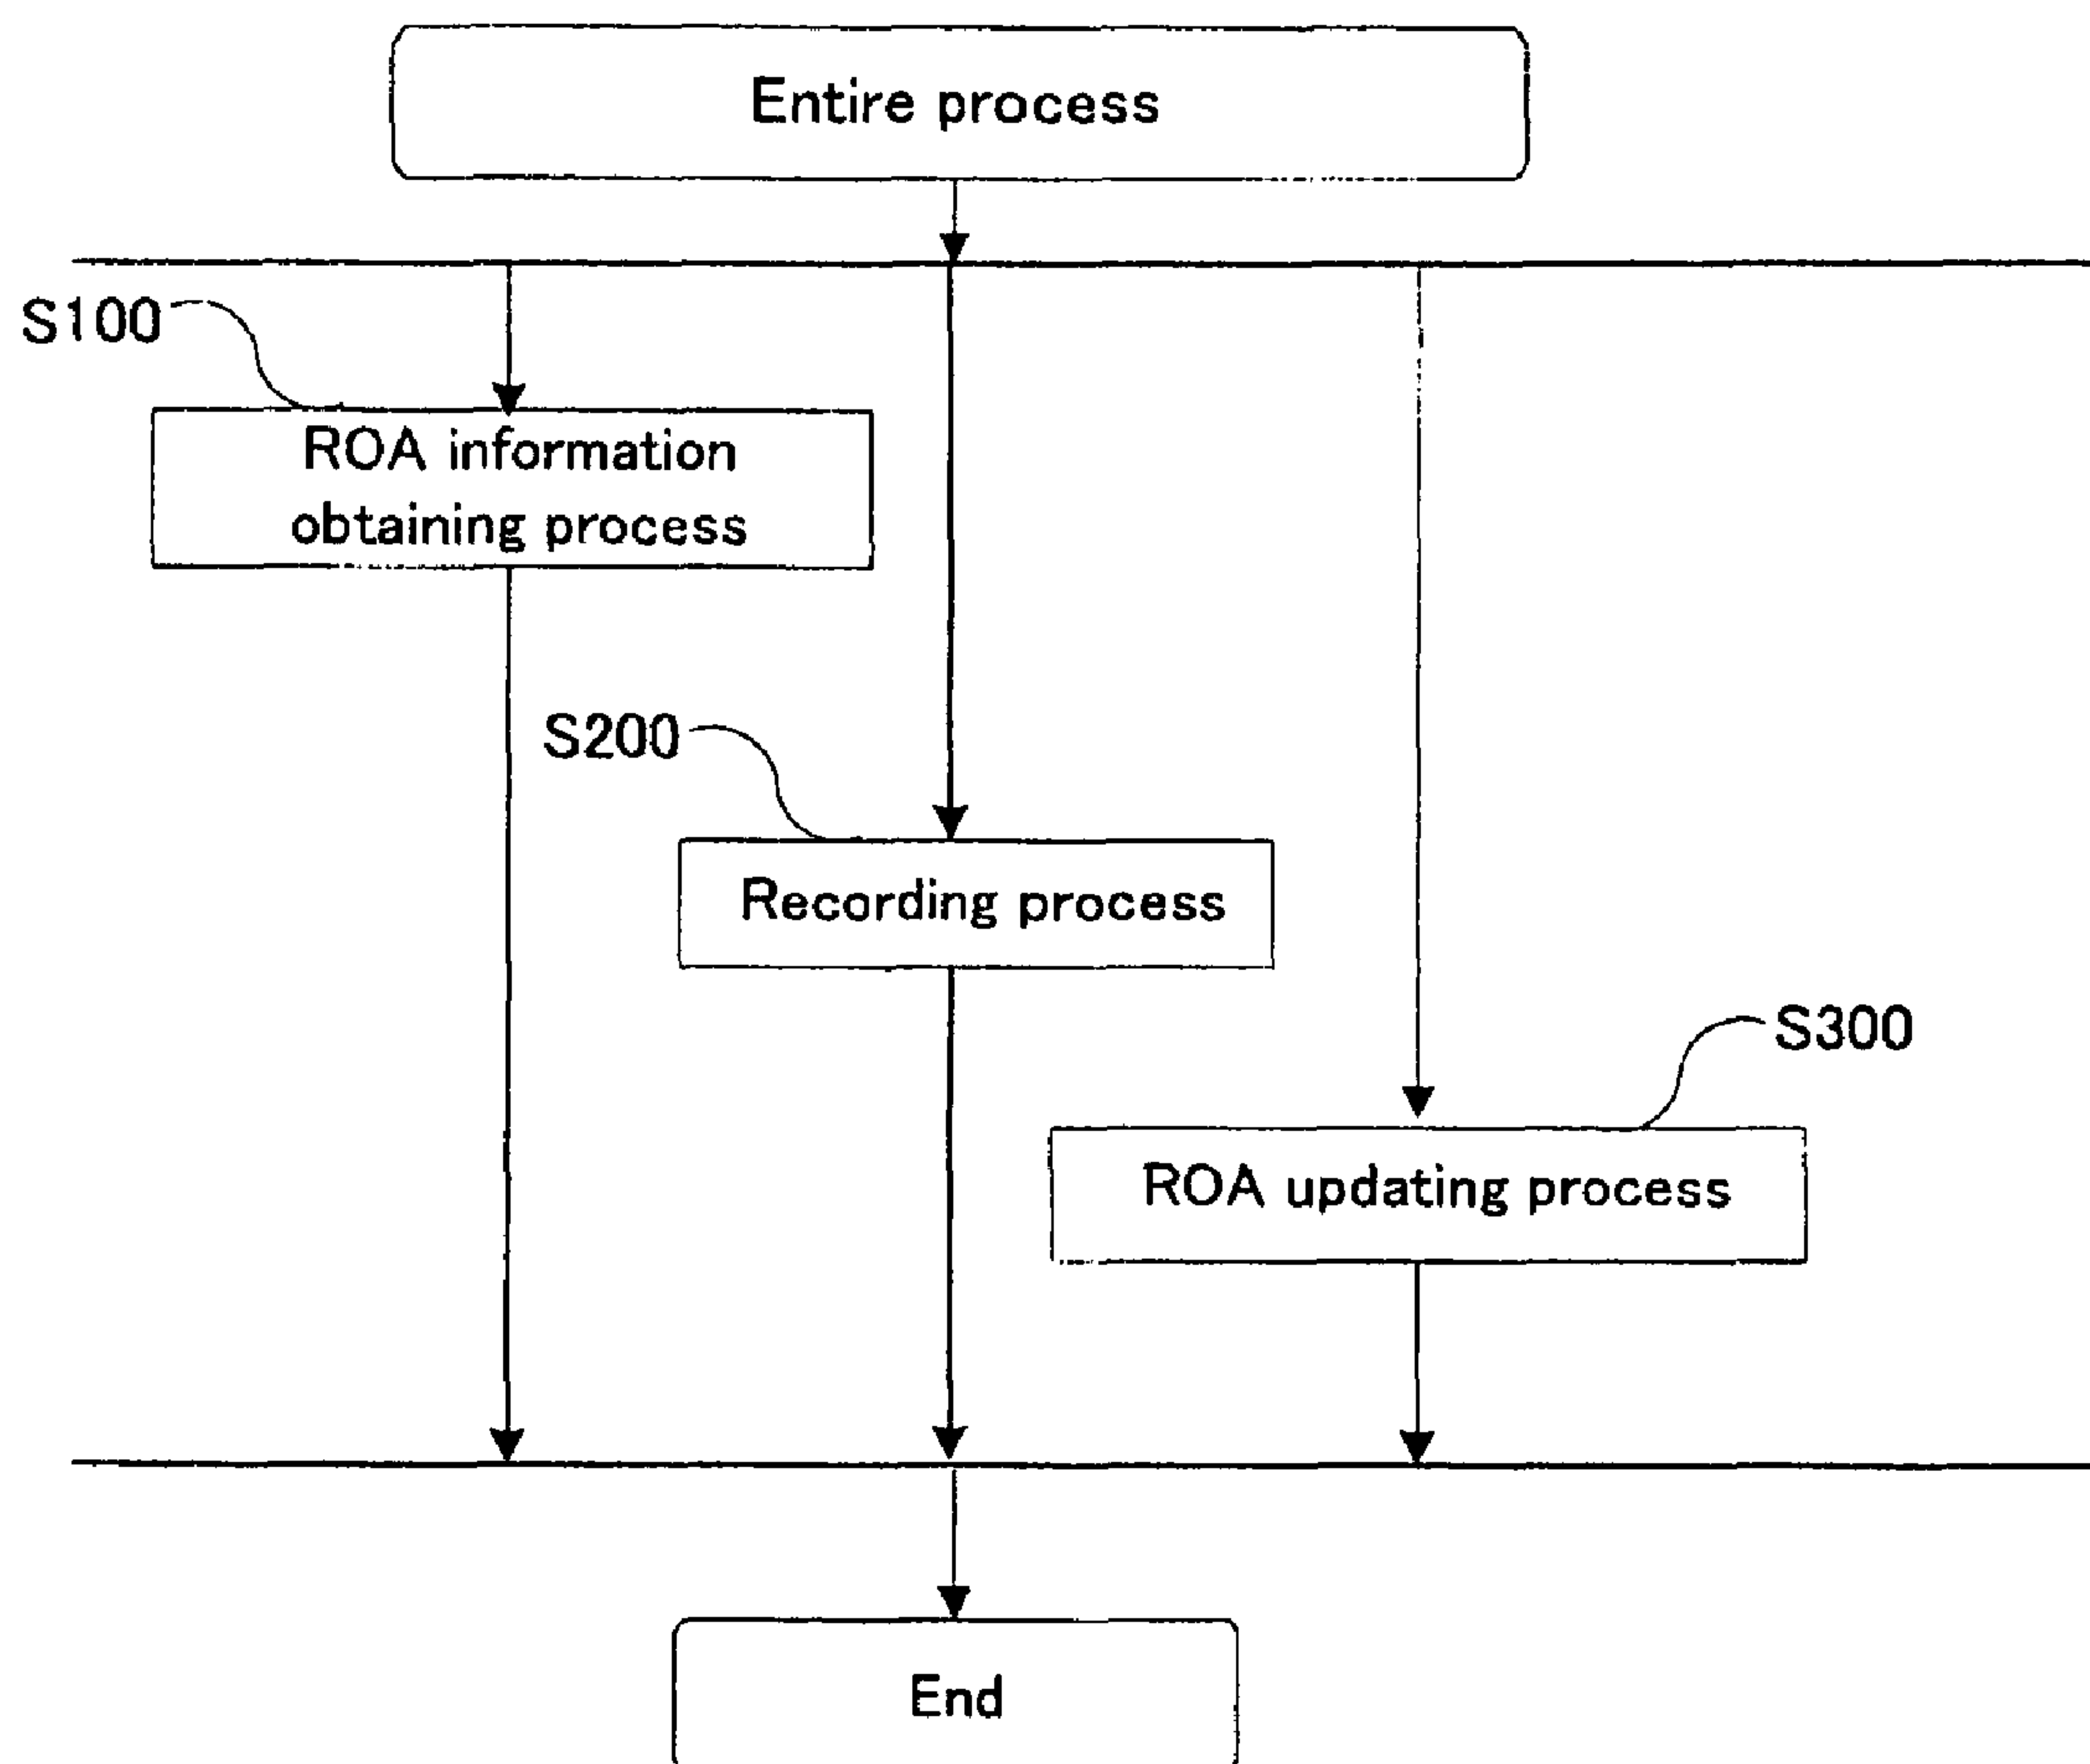 Entire process
S100
ROA information
obtaining process
S200
Recording process
S300
ROA updating process
End